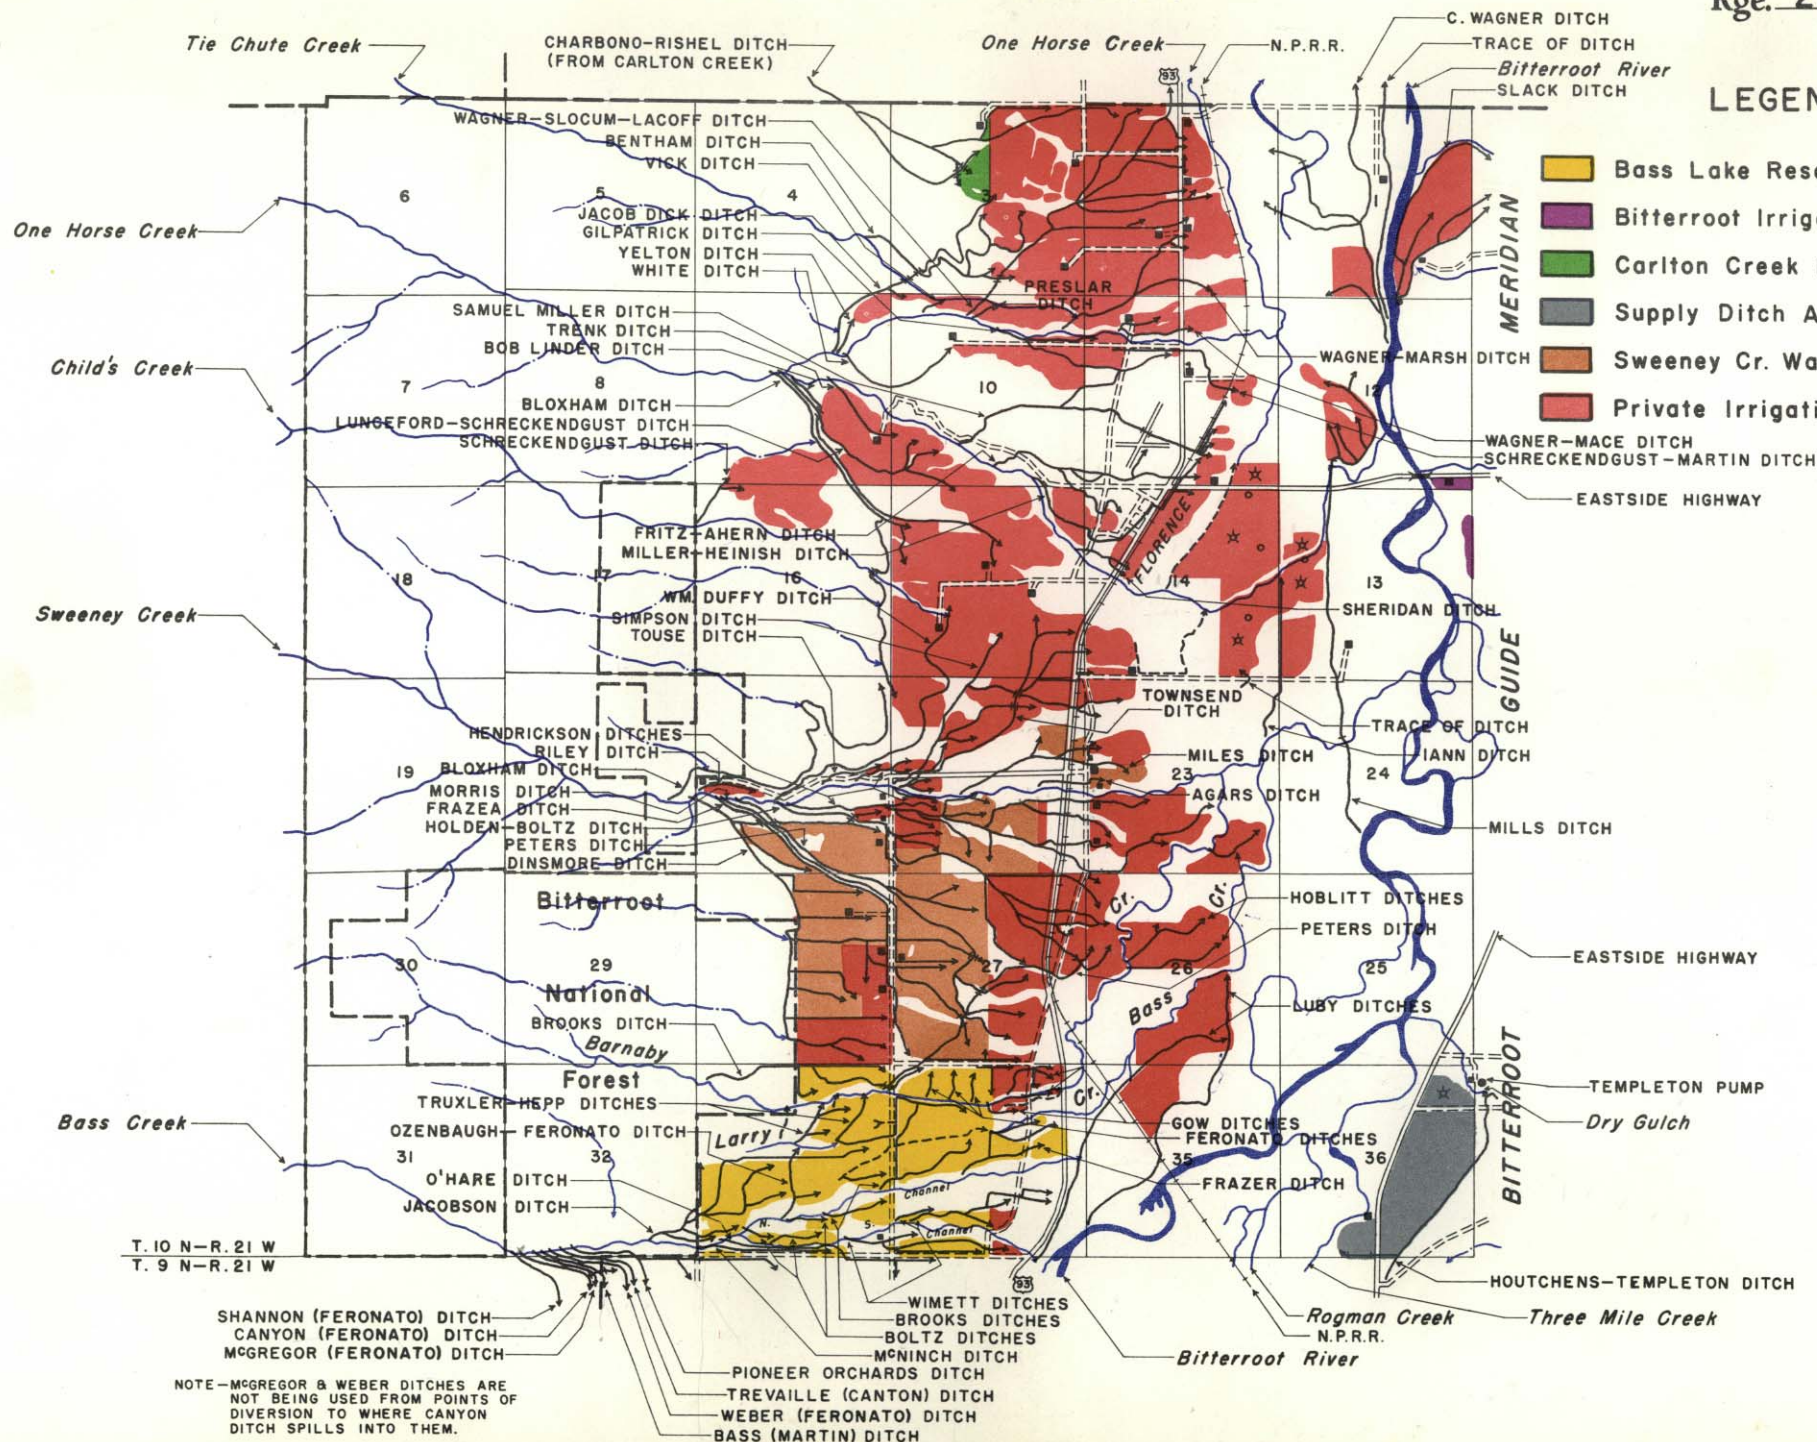 Rge. 2
C. WAGNER DITCH
Tie Chute Creek
CHARBONO-RISHEL DITCH
(FROM CARLTON CREEK)
One Horse Creek
N.P.R.R.
TRACE OF DITCH
Bitterroot River
SLACK DITCH
93
LEGEN
WAGNER-SLOCUM-LACOFF DITCH
BENTHAM DITCH
VICK DITCH
Bass Lake Rese
6
5
4
3
1
JACOB DICK DITCH
GILPATRICK DITCH
YELTON DITCH
WHITE DITCH
One Horse Creek
Bitterroot Irriga
Carlton Creek
PRESLAR
DITCH
MERIDIAN
SAMUEL MILLER DITCH
TRENK DITCH
BOB LINDER DITCH
Supply Ditch A
WAGNER-MARSH DITCH
Sweeney Cr. Wa
Child's Creek
7
8
10
12
BLOXHAM DITCH
Private Irrigati
LUNGEFORD-SCHRECKENDGUST DITCH
SCHRECKENDGUST DITCH
WAGNER-MACE DITCH
SCHRECKENDGUST-MARTIN DITCH
EASTSIDE HIGHWAY
FLORENCE
FRITZ-AHERN DITCH
MILLER-HEINISH DITCH
18
17
16
14
13
WM. DUFFY DITCH
SIMPSON DITCH
TOUSE DITCH
SHERIDAN DITCH
Sweeney Creek
GUIDE
TOWNSEND
DITCH
TRACE OF DITCH
HENDRICKSON DITCHES
RILEY DITCH
BLOXHAM DITCH
MILES DITCH
IANN DITCH
19
23
24
MORRIS DITCH
FRAZEA DITCH
HOLDEN-BOLTZ DITCH
PETERS DITCH
DINSMORE DITCH
AGARS DITCH
MILLS DITCH
Bitterroot
Cr.
Cr.
HOBLITT DITCHES
PETERS DITCH
EASTSIDE HIGHWAY
30
29
27
26
25
National
Bass
LUBY DITCHES
BROOKS DITCH
Barnaby
BITTERROOT
Forest
TRUXLER-HEPP DITCHES
Cr.
TEMPLETON PUMP
Dry Gulch
Bass Creek
OZENBAUGH-FERONATO DITCH
Larry
GOW DITCHES
FERONATO DITCHES
31
32
35
36
O'HARE DITCH
JACOBSON DITCH
Channel
FRAZER DITCH
N.
S.
Channel
T. 10 N-R. 21 W
T. 9 N-R. 21 W
93
HOUTCHENS-TEMPLETON DITCH
SHANNON (FERONATO) DITCH
CANYON (FERONATO) DITCH
McGREGOR (FERONATO) DITCH
WIMETT DITCHES
BROOKS DITCHES
BOLTZ DITCHES
McNINCH DITCH
PIONEER ORCHARDS DITCH
TREVAILLE (CANTON) DITCH
WEBER (FERONATO) DITCH
BASS (MARTIN) DITCH
Rogman Creek
N.P.R.R.
Bitterroot River
Three Mile Creek
NOTE-McGREGOR & WEBER DITCHES ARE
NOT BEING USED FROM POINTS OF
DIVERSION TO WHERE CANYON
DITCH SPILLS INTO THEM.